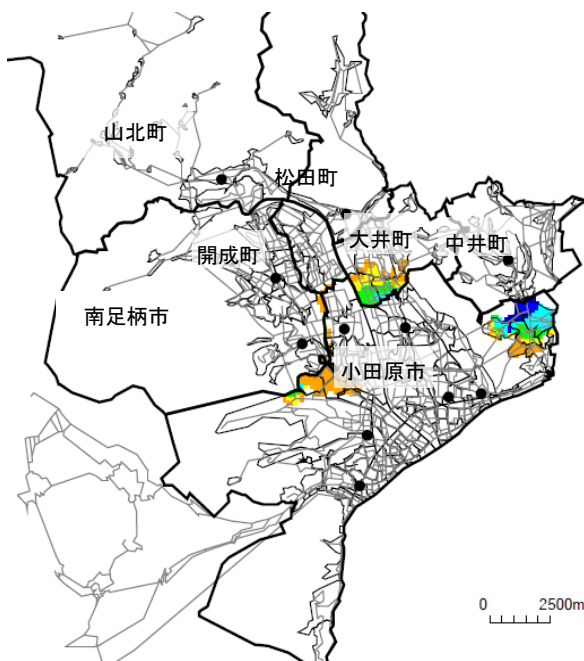 山北町
松田町
大井町
中井町
開成町
南足柄市
小田原市
0 2500m